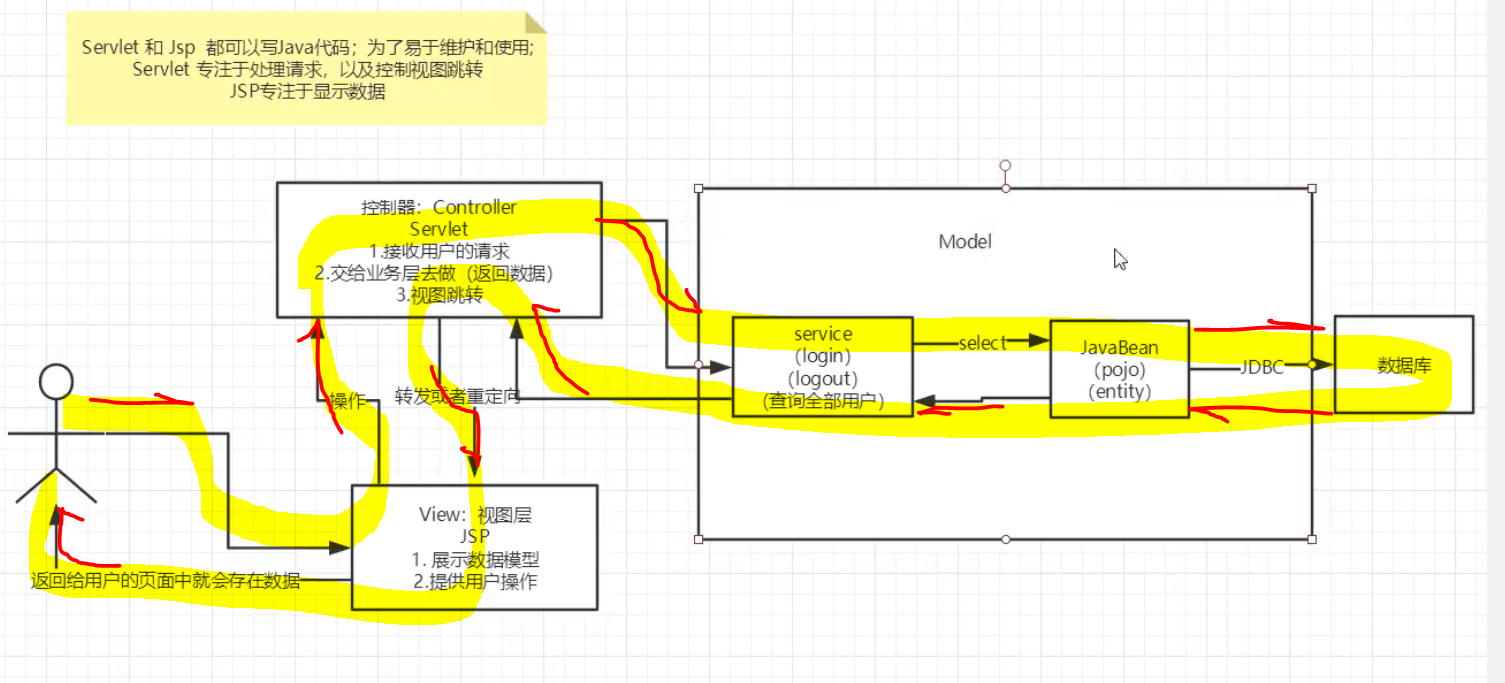 Servlet 和 Jsp 都可以写Java代码；为了易于维护和使用;
Servlet 专注于处理请求，以及控制视图跳转
JSP专注于显示数据
控制器：Controller
Servlet
1.接收用户的请求
2.交给业务层去做（返回数据）
3.视图跳转
Model
service
(login)
(logout)
(查询全部用户)
select
JavaBean
(pojo)
(entity)
JDBC
数据库
操作
转发或者重定向
View：视图层
JSP
1. 展示数据模型
2.提供用户操作
返回给用户的页面中就会存在数据